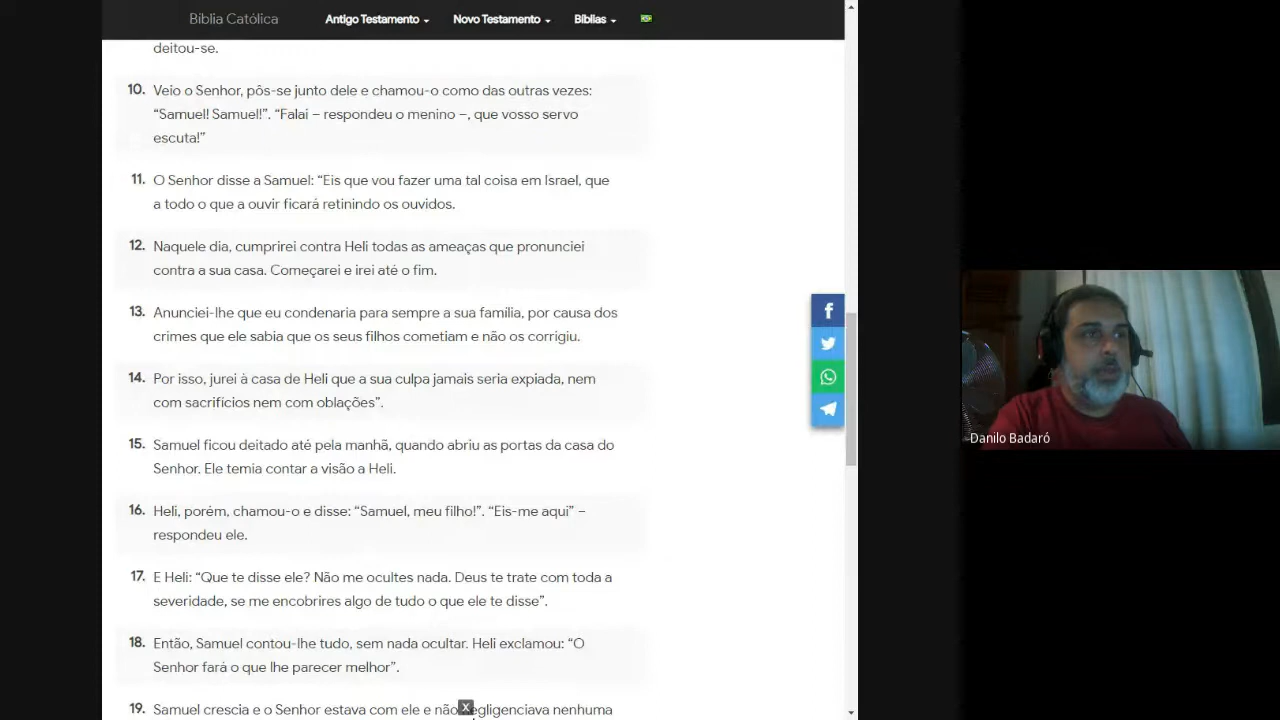 Bíblia Católica
Antigo Testamento
Novo Testamento
Bíblias
deitou-se.
10. Veio o Senhor, pôs-se junto dele e chamou-o como das outras vezes:
“Samuel! Samuel!”. “Falai – respondeu o menino –, que vosso servo
escuta!”
11. O Senhor disse a Samuel: “Eis que vou fazer uma tal coisa em Israel, que
a todo o que a ouvir ficará retinindo os ouvidos.
12. Naquele dia, cumprirei contra Heli todas as ameaças que pronunciei
contra a sua casa. Começarei e irei até o fim.
13. Anunciei-lhe que eu condenaria para sempre a sua família, por causa dos
crimes que ele sabia que os seus filhos cometiam e não os corrigiu.
14. Por isso, jurei à casa de Heli que a sua culpa jamais seria expiada, nem
com sacrifícios nem com oblações”.
15. Samuel ficou deitado até pela manhã, quando abriu as portas da casa do
Senhor. Ele temia contar a visão a Heli.
16. Heli, porém, chamou-o e disse: “Samuel, meu filho!”. “Eis-me aqui” –
respondeu ele.
17. E Heli: “Que te disse ele? Não me ocultes nada. Deus te trate com toda a
severidade, se me encobrires algo de tudo o que ele te disse”.
18. Então, Samuel contou-lhe tudo, sem nada ocultar. Heli exclamou: “O
Senhor fará o que lhe parecer melhor”.
19. Samuel crescia e o Senhor estava com ele e não negligenciava nenhuma
X
Danilo Badaró